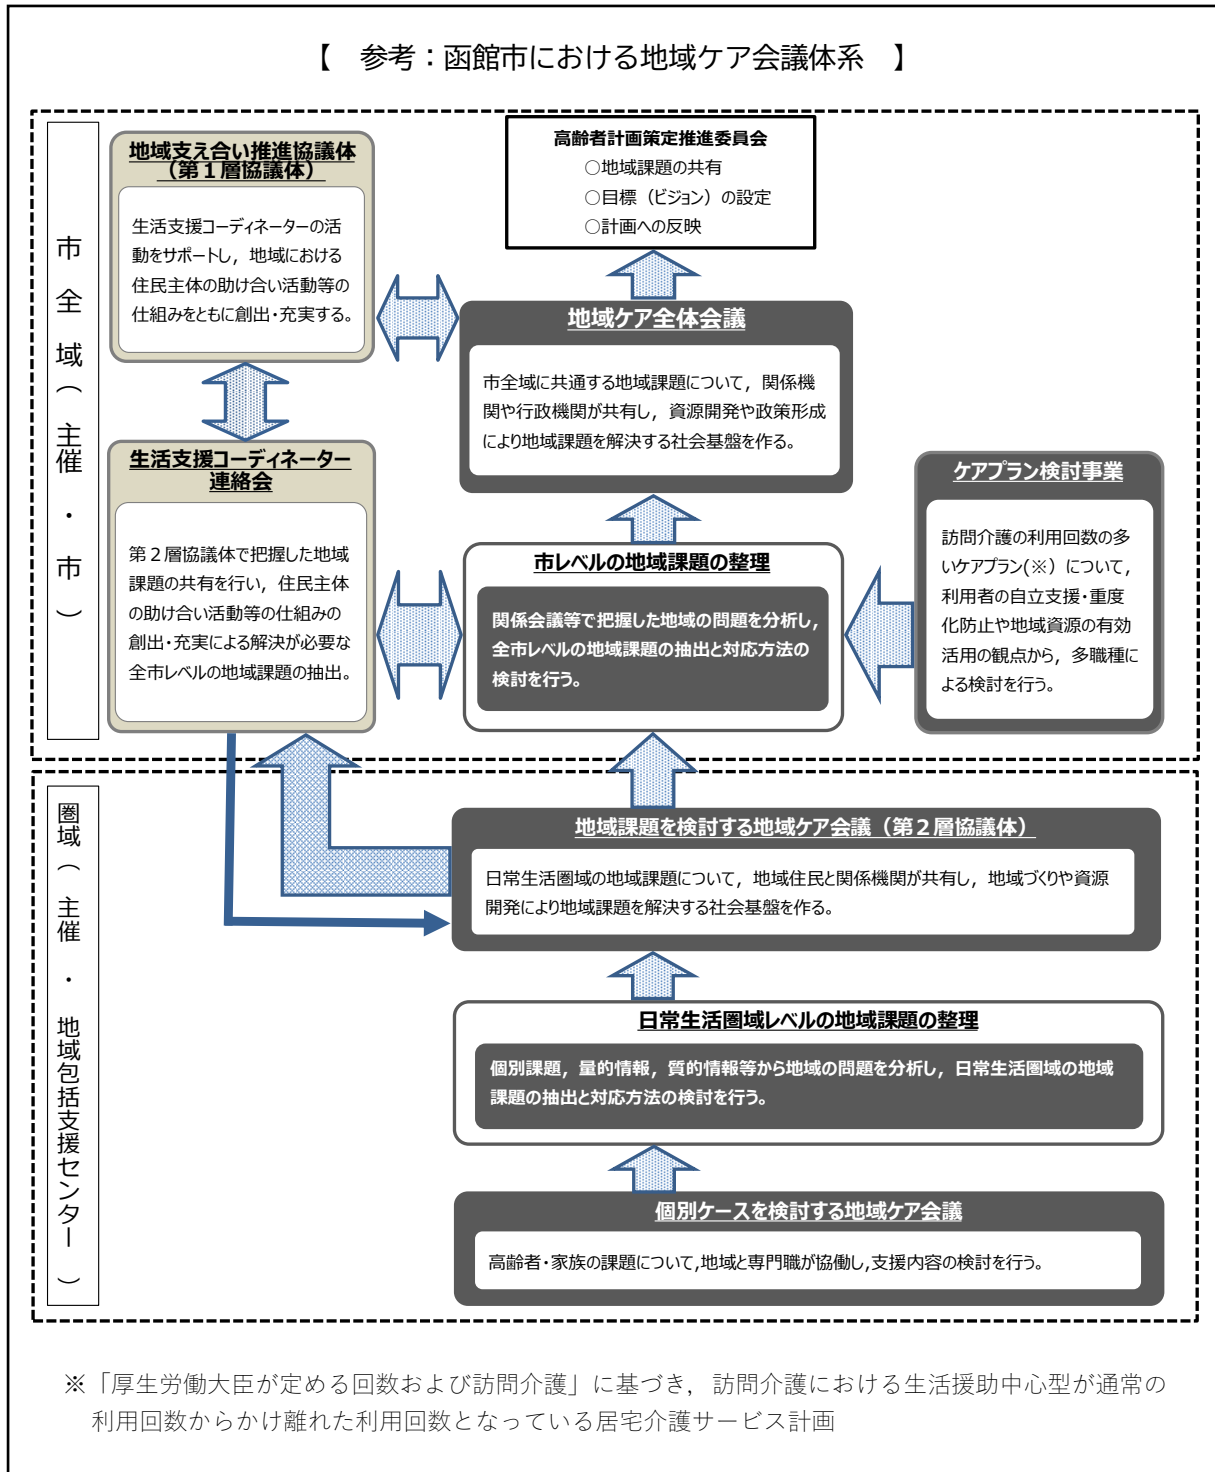 【　参考：函館市における地域ケア会議体系　】
市全域（主催・市）
地域支え合い推進協議体
（第１層協議体）
生活支援コーディネーターの活
動をサポートし，地域における
住民主体の助け合い活動等の
仕組みをともに創出・充実する。
高齢者計画策定推進委員会
○地域課題の共有
○目標（ビジョン）の設定
○計画への反映
地域ケア全体会議
市全域に共通する地域課題について，関係機
関や行政機関が共有し，資源開発や政策形成
により地域課題を解決する社会基盤を作る。
生活支援コーディネーター
連絡会
第２層協議体で把握した地域
課題の共有を行い，住民主体
の助け合い活動等の仕組みの
創出・充実による解決が必要な
全市レベルの地域課題の抽出。
市レベルの地域課題の整理
関係会議等で把握した地域の問題を分析し，
全市レベルの地域課題の抽出と対応方法の
検討を行う。
ケアプラン検討事業
訪問介護の利用回数の多
いケアプラン(※）について，
利用者の自立支援・重度
化防止や地域資源の有効
活用の観点から，多職種に
よる検討を行う。
圏域（主催・地域包括支援センター）
地域課題を検討する地域ケア会議（第２層協議体）
日常生活圏域の地域課題について，地域住民と関係機関が共有し，地域づくりや資源
開発により地域課題を解決する社会基盤を作る。
日常生活圏域レベルの地域課題の整理
個別課題，量的情報，質的情報等から地域の問題を分析し，日常生活圏域の地域
課題の抽出と対応方法の検討を行う。
個別ケースを検討する地域ケア会議
高齢者・家族の課題について,地域と専門職が協働し,支援内容の検討を行う。
※「厚生労働大臣が定める回数および訪問介護」に基づき，訪問介護における生活援助中心型が通常の
利用回数からかけ離れた利用回数となっている居宅介護サービス計画